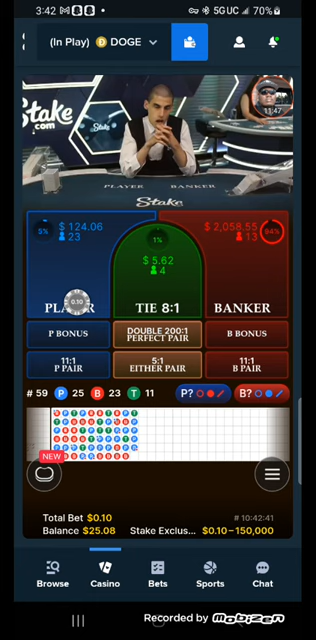 3:42
5G UC 70%
(In Play) DOGE
11:47
Stake
.com
Stake
PLAYER BANKER
Stake
5% $ 124.06
23
1%
$ 5.62
4
$ 2,058.55 94%
13
0.10
PLAYER TIE 8:1 BANKER
P BONUS DOUBLE 200:1
PERFECT PAIR B BONUS
11:1
P PAIR 5:1
EITHER PAIR 11:1
B PAIR
# 59 P 25 B 23 T 11 P? B?
NEW
Total Bet $0.10 # 10:42:41
Balance $25.08 Stake Exclus... $0.10–150,000
Browse Casino Bets Sports Chat
Recorded by Mobizen